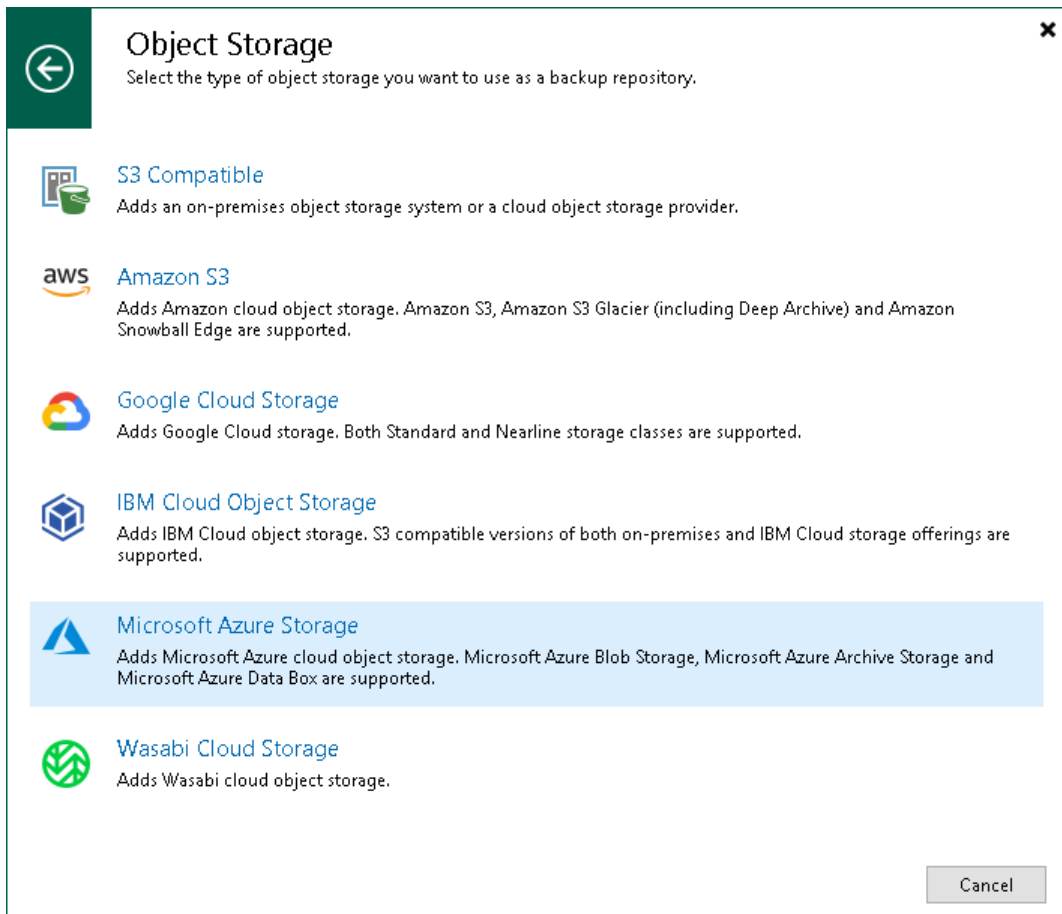 Object Storage
Select the type of object storage you want to use as a backup repository.
S3 Compatible
Adds an on-premises object storage system or a cloud object storage provider.
aws
Amazon S3
Adds Amazon cloud object storage. Amazon S3, Amazon S3 Glacier (including Deep Archive) and Amazon
Snowball Edge are supported.
Google Cloud Storage
Adds Google Cloud storage. Both Standard and Nearline storage classes are supported.
IBM Cloud Object Storage
Adds IBM Cloud object storage. S3 compatible versions of both on-premises and IBM Cloud storage offerings are
supported.
Microsoft Azure Storage
Adds Microsoft Azure cloud object storage. Microsoft Azure Blob Storage, Microsoft Azure Archive Storage and
Microsoft Azure Data Box are supported.
Wasabi Cloud Storage
Adds Wasabi cloud object storage.
Cancel